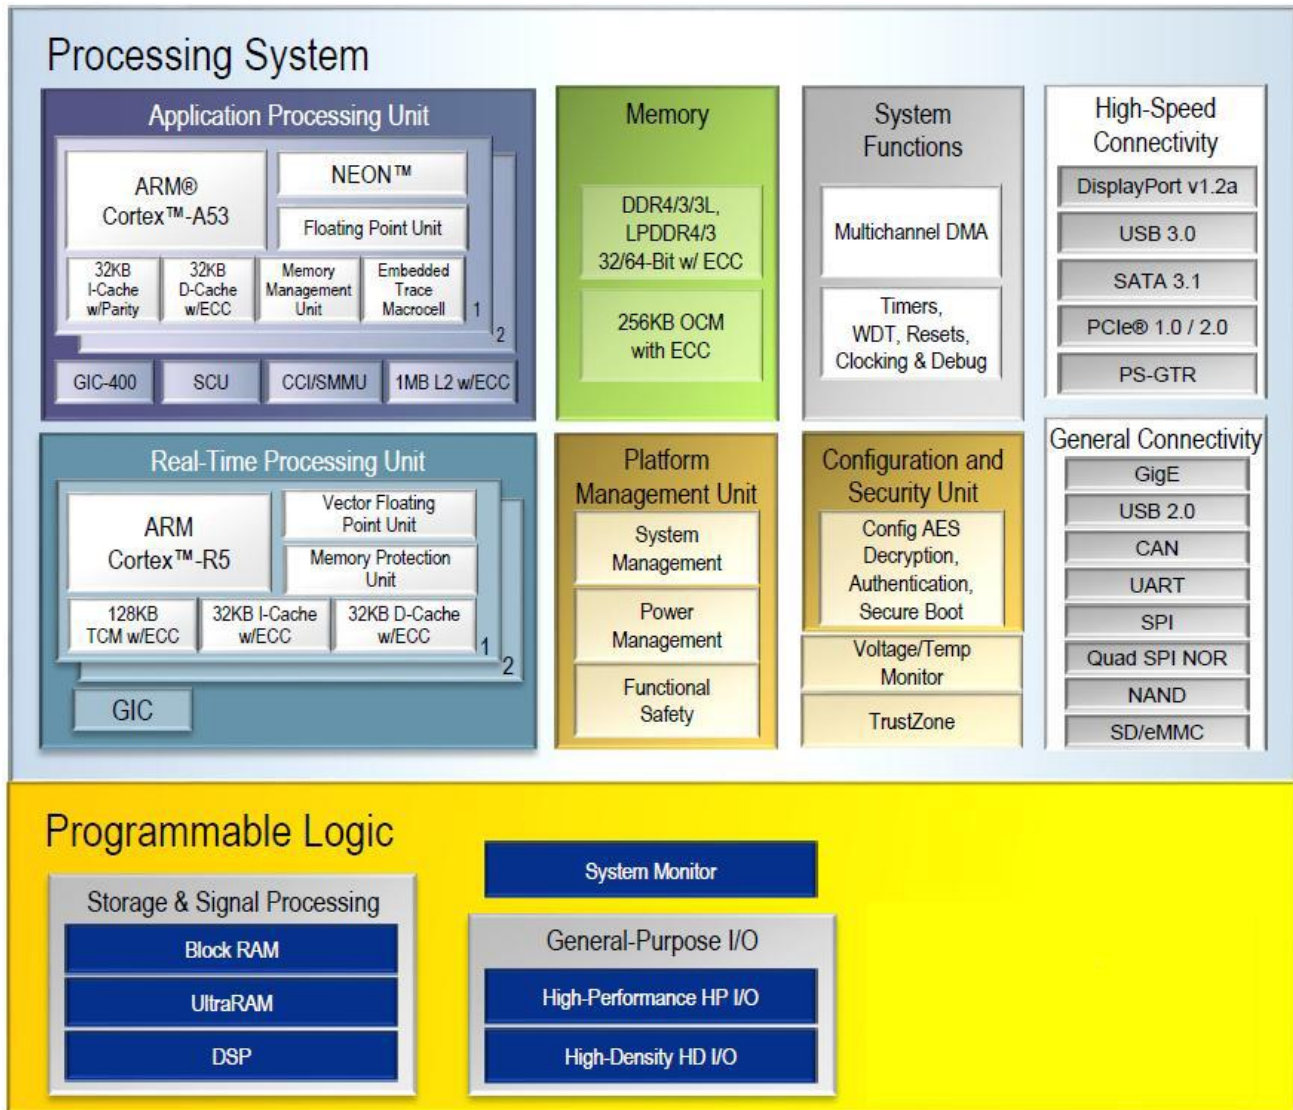 Processing System
Application Processing Unit
ARM®
Cortex™-A53
NEON™
Floating Point Unit
32KB
I-Cache
w/Parity
32KB
D-Cache
w/ECC
Memory
Management
Unit
Embedded
Trace
Macrocell
1
2
GIC-400
SCU
CCI/SMMU
1MB L2 w/ECC
Memory
DDR4/3/3L,
LPDDR4/3
32/64-Bit w/ ECC
256KB OCM
with ECC
System
Functions
Multichannel DMA
Timers,
WDT, Resets,
Clocking & Debug
High-Speed
Connectivity
DisplayPort v1.2a
USB 3.0
SATA 3.1
PCIe® 1.0 / 2.0
PS-GTR
Real-Time Processing Unit
ARM
Cortex™-R5
Vector Floating
Point Unit
Memory Protection
Unit
128KB
TCM w/ECC
32KB I-Cache
w/ECC
32KB D-Cache
w/ECC
1
2
GIC
Platform
Management Unit
System
Management
Power
Management
Functional
Safety
Configuration and
Security Unit
Config AES
Decryption,
Authentication,
Secure Boot
Voltage/Temp
Monitor
TrustZone
General Connectivity
GigE
USB 2.0
CAN
UART
SPI
Quad SPI NOR
NAND
SD/eMMC
Programmable Logic
Storage & Signal Processing
Block RAM
UltraRAM
DSP
System Monitor
General-Purpose I/O
High-Performance HP I/O
High-Density HD I/O